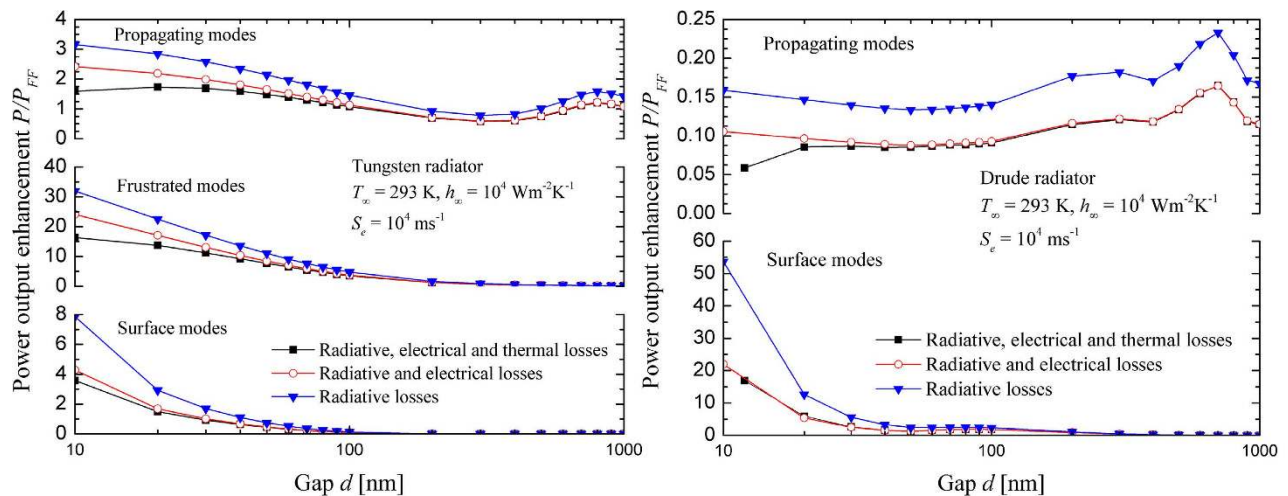 Power output enhancement P/P_FF
4
3
2
1
0
Propagating modes
50
40
30
20
10
0
Frustrated modes
Tungsten radiator
T∞ = 293 K, h∞ = 10⁴ Wm⁻²K⁻¹
Sₑ = 10⁴ ms⁻¹
8
6
4
2
0
Surface modes
Radiative, electrical and thermal losses
Radiative and electrical losses
Radiative losses
10
100
1000
Gap d [nm]
Power output enhancement P/P_FF
0.25
0.20
0.15
0.10
0.05
0.00
Propagating modes
Drude radiator
T∞ = 293 K, h∞ = 10⁴ Wm⁻²K⁻¹
Sₑ = 10⁴ ms⁻¹
60
50
40
30
20
10
0
Surface modes
Radiative, electrical and thermal losses
Radiative and electrical losses
Radiative losses
10
100
1000
Gap d [nm]